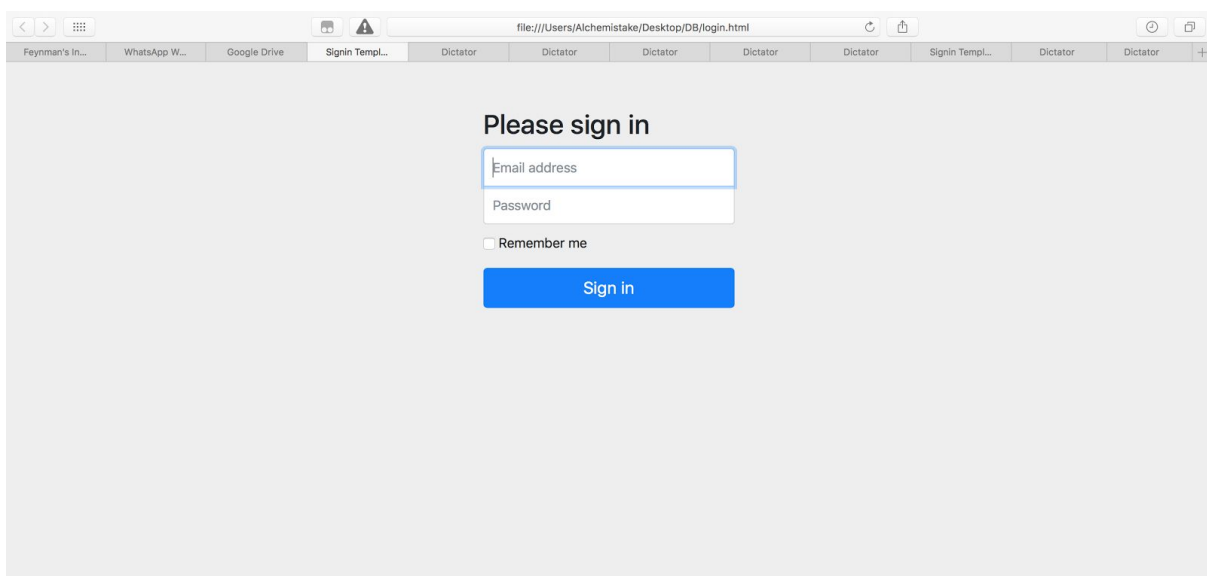 file:///Users/Alchemistake/Desktop/DB/login.html
Feynman's In... WhatsApp W... Google Drive Signin Templ... Dictator Dictator Dictator Dictator Dictator Signin Templ... Dictator Dictator
Please sign in
Email address
Password
Remember me
Sign in